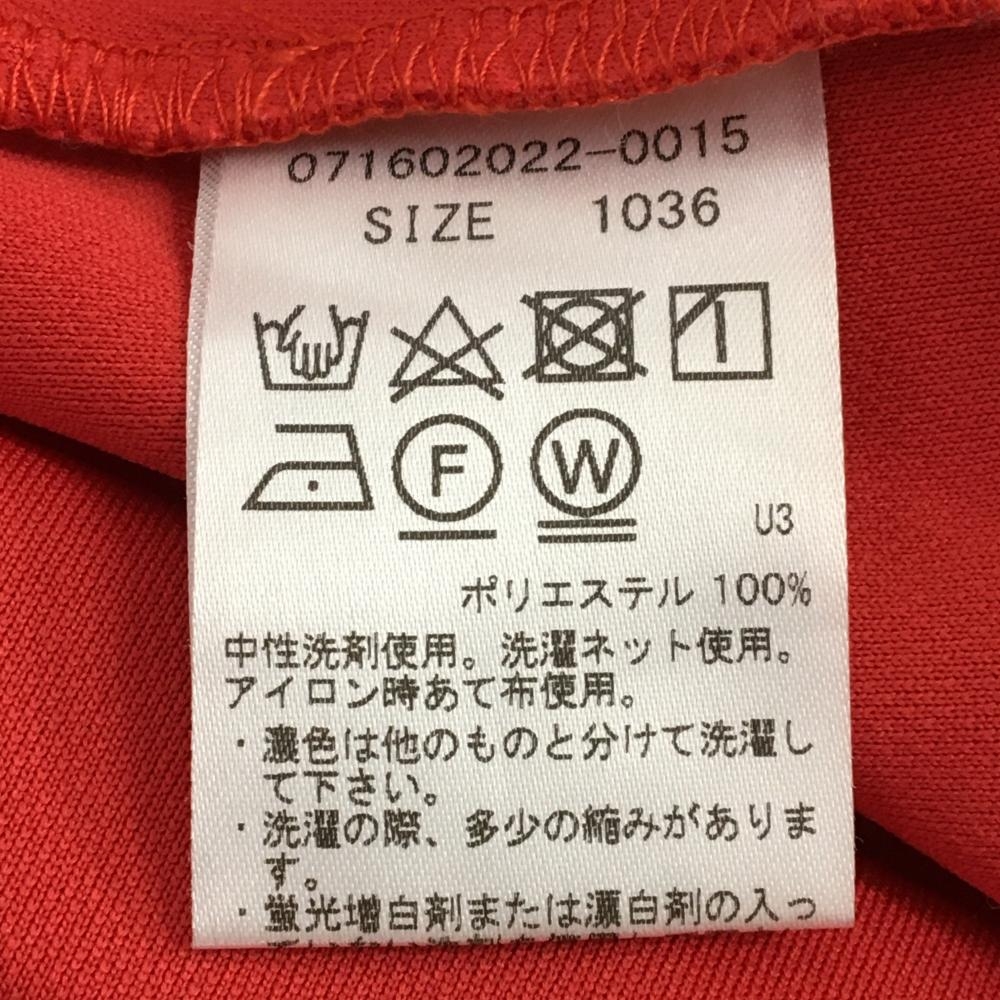 071602022-0015
SIZE 1036
F W
U3
ポリエステル 100%
中性洗剤使用。洗濯ネット使用。
アイロン時あて布使用。
・濃色は他のものと分けて洗濯し
て下さい。
・洗濯の際、多少の縮みがありま
す。
・蛍光増白剤または漂白剤の入っ